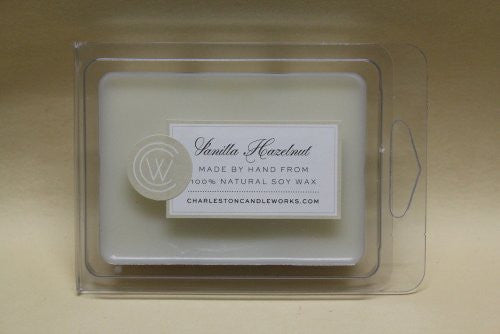 Vanilla Hazelnut
MADE BY HAND FROM
100% NATURAL SOY WAX
CHARLESTONCANDLEWORKS.COM
CW